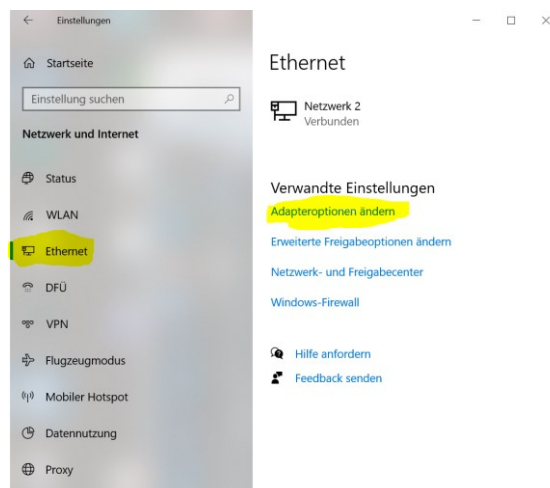 Einstellungen
Startseite
Einstellung suchen
Netzwerk und Internet
Status
WLAN
Ethernet
DFÜ
VPN
Flugzeugmodus
Mobiler Hotspot
Datennutzung
Proxy
Ethernet
Netzwerk 2
Verbunden
Verwandte Einstellungen
Adapteroptionen ändern
Erweiterte Freigabeoptionen ändern
Netzwerk- und Freigabecenter
Windows-Firewall
Hilfe anfordern
Feedback senden